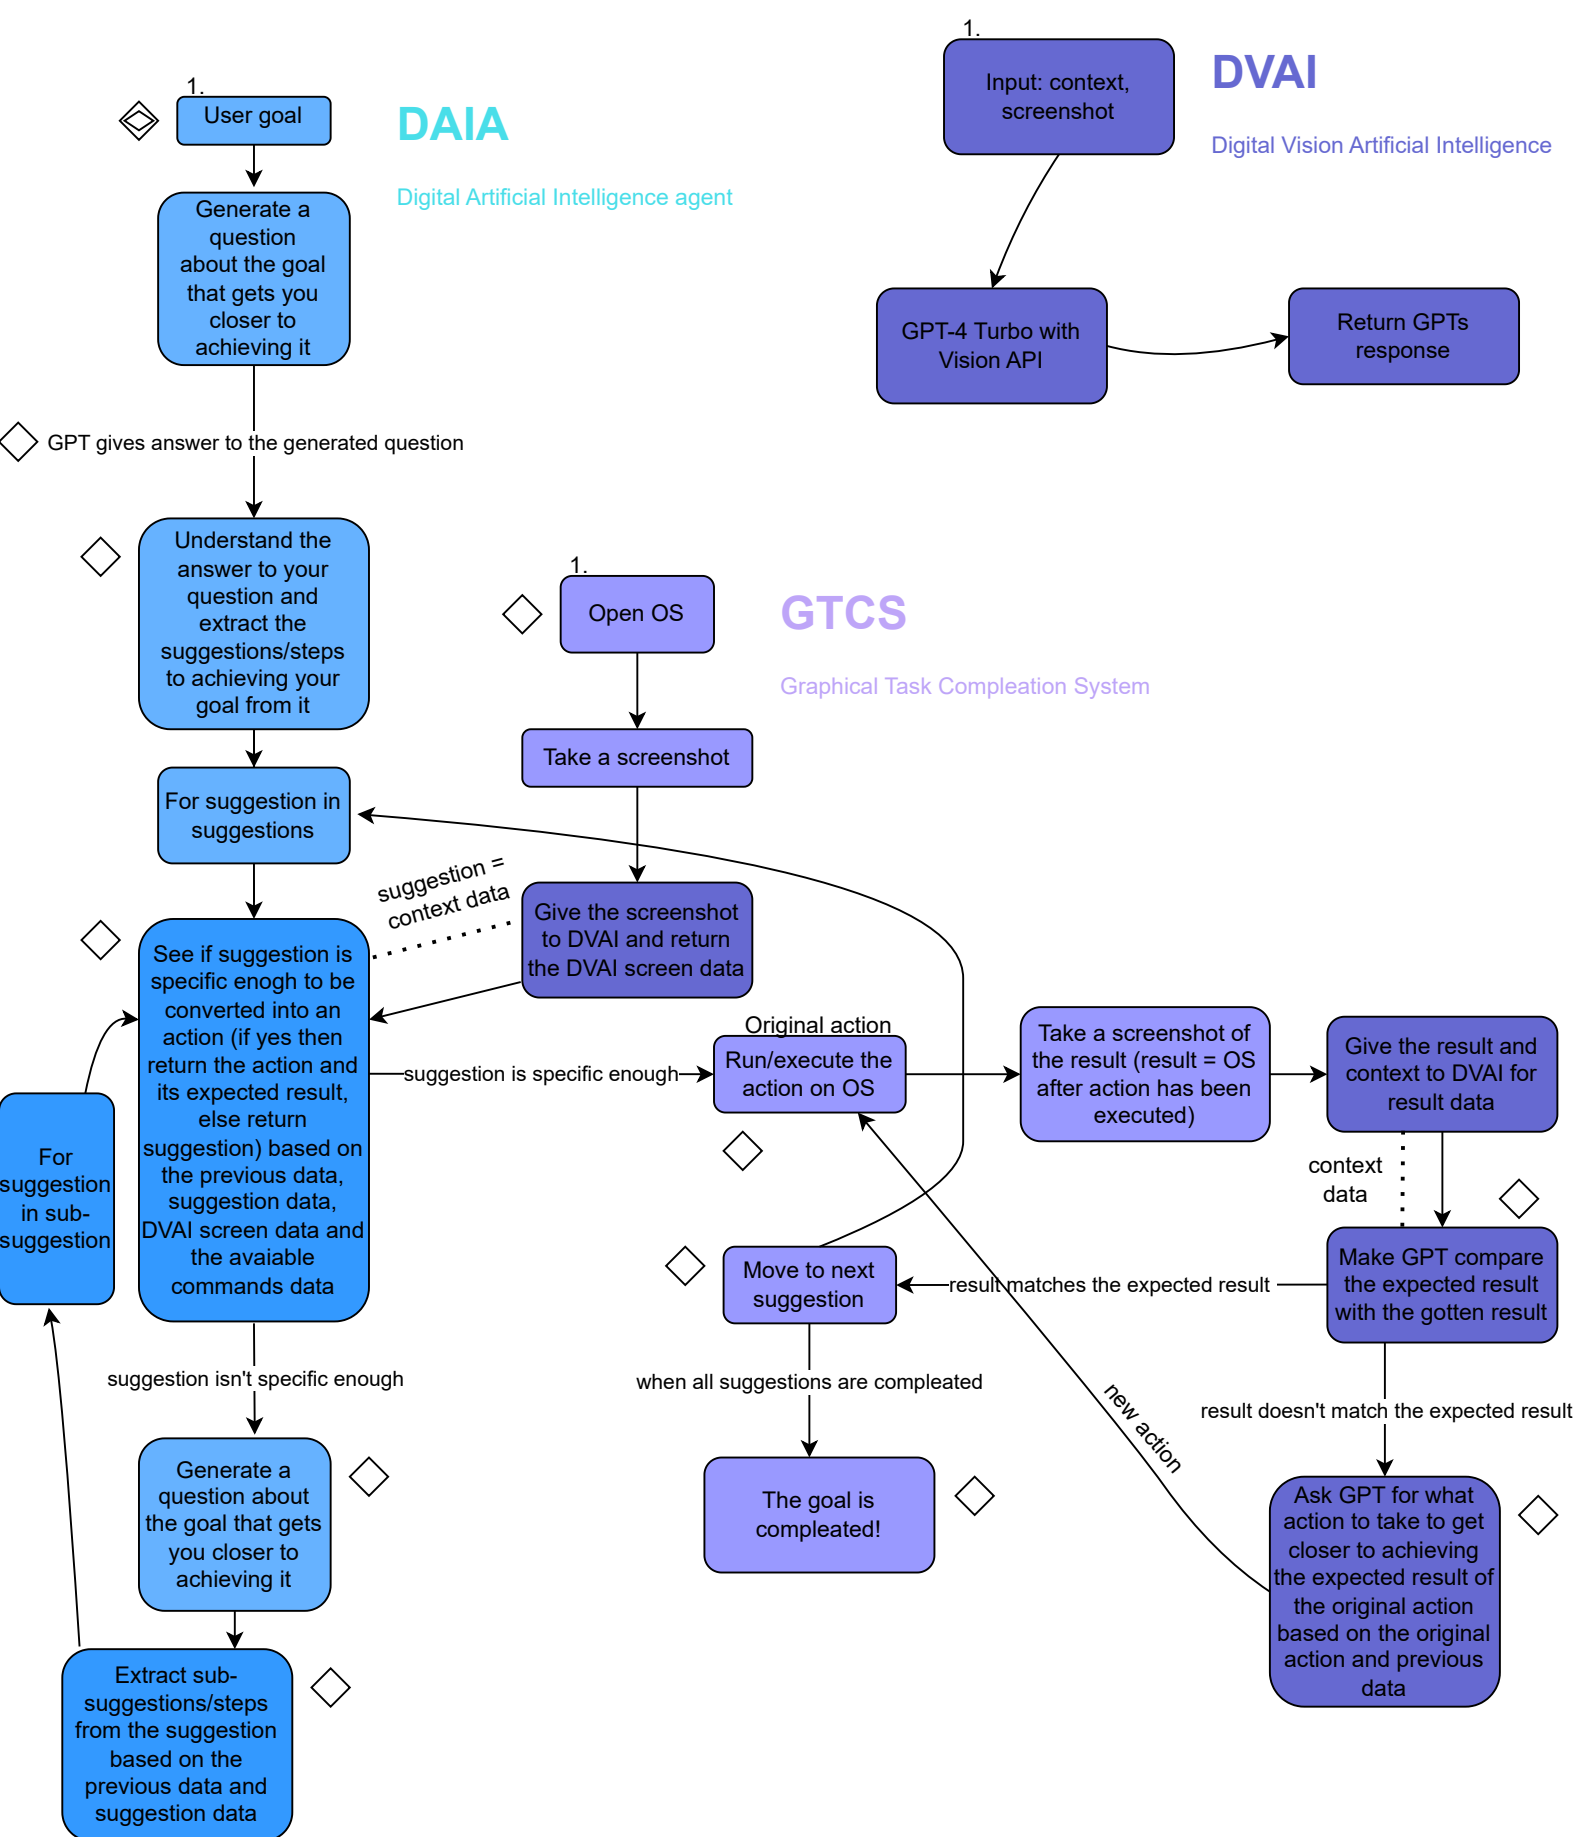 1.
User goal
DAIA
Digital Artificial Intelligence agent
Generate a
question
about the goal
that gets you
closer to
achieving it
GPT gives answer to the generated question
Understand the
answer to your
question and
extract the
suggestions/steps
to achieving your
goal from it
For suggestion in
suggestions
See if suggestion is
specific enogh to be
converted into an
action (if yes then
return the action and
its expected result,
else return
suggestion) based on
the previous data,
suggestion data,
DVAI screen data and
the avaiable
commands data
For
suggestion
in sub-
suggestion
suggestion isn't specific enough
Generate a
question about
the goal that gets
you closer to
achieving it
Extract sub-
suggestions/steps
from the suggestion
based on the
previous data and
suggestion data
1.
Input: context,
screenshot
DVAI
Digital Vision Artificial Intelligence
GPT-4 Turbo with
Vision API
Return GPTs
response
1.
Open OS
GTCS
Graphical Task Compleation System
Take a screenshot
suggestion =
context data
Give the screenshot
to DVAI and return
the DVAI screen data
suggestion is specific enough
Original action
Run/execute the
action on OS
Take a screenshot of
the result (result = OS
after action has been
executed)
Give the result and
context to DVAI for
result data
context
data
Make GPT compare
the expected result
with the gotten result
result matches the expected result
Move to next
suggestion
when all suggestions are compleated
The goal is
compleated!
result doesn't match the expected result
new action
Ask GPT for what
action to take to get
closer to achieving
the expected result of
the original action
based on the original
action and previous
data